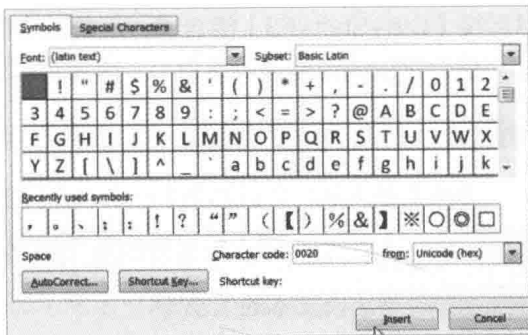 Symbols Special Characters
Font: (latin text) Subset: Basic Latin
! " # $ % & ' ( ) * + , - . / 0 1 2
3 4 5 6 7 8 9 : ; < = > ? @ A B C D E
F G H I J K L M N O P Q R S T U V W X
Y Z [ \ ] ^ _ ` a b c d e f g h i j k
Recently used symbols:
, 。 、 ; : ! ? “ ” ( 【 ) % & 】 ※ ○ ◎ □
Space Character code: 0020 from: Unicode (hex)
AutoCorrect... Shortcut Key... Shortcut key:
Insert Cancel